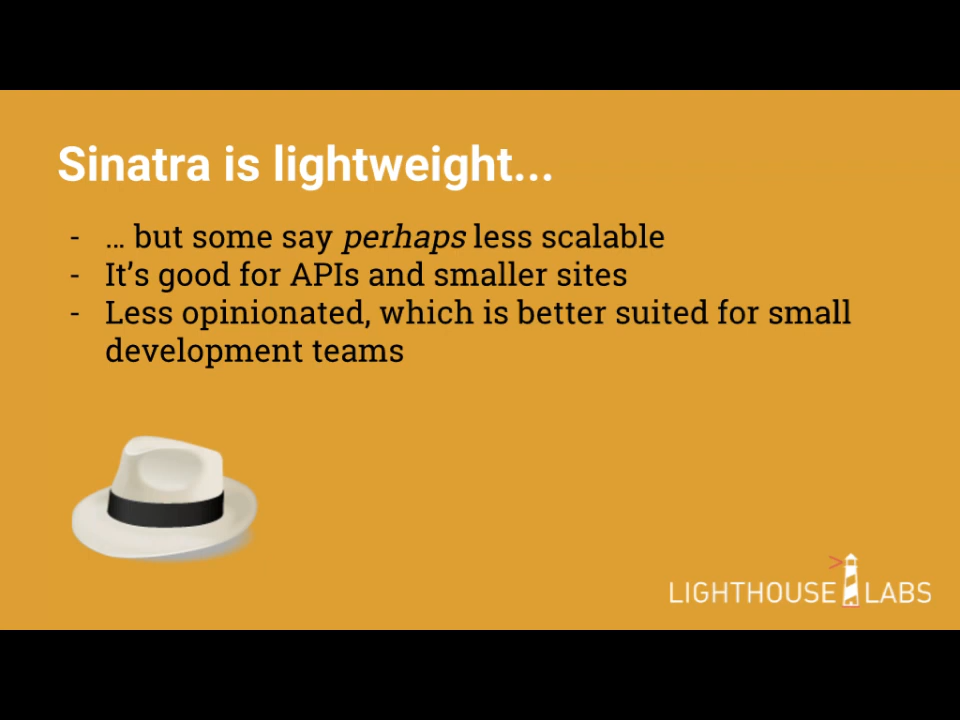 Sinatra is lightweight...
- … but some say perhaps less scalable
- It’s good for APIs and smaller sites
- Less opinionated, which is better suited for small
development teams
LIGHTHOUSE LABS